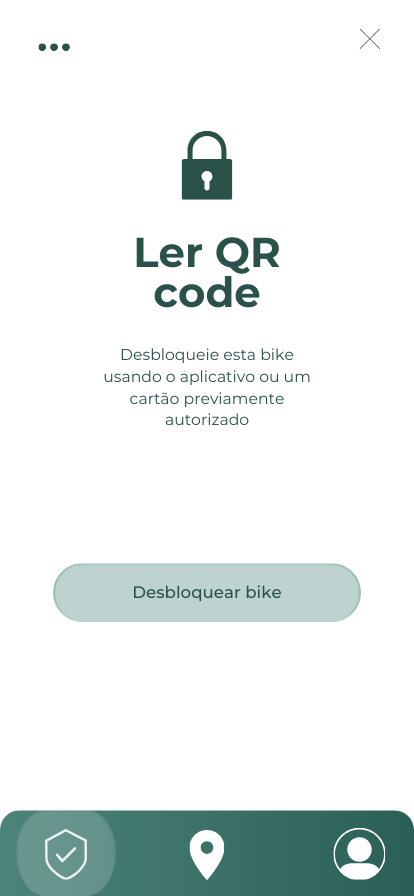 Ler QR
code
Desbloqueie esta bike
usando o aplicativo ou um
cartão previamente
autorizado
Desbloquear bike